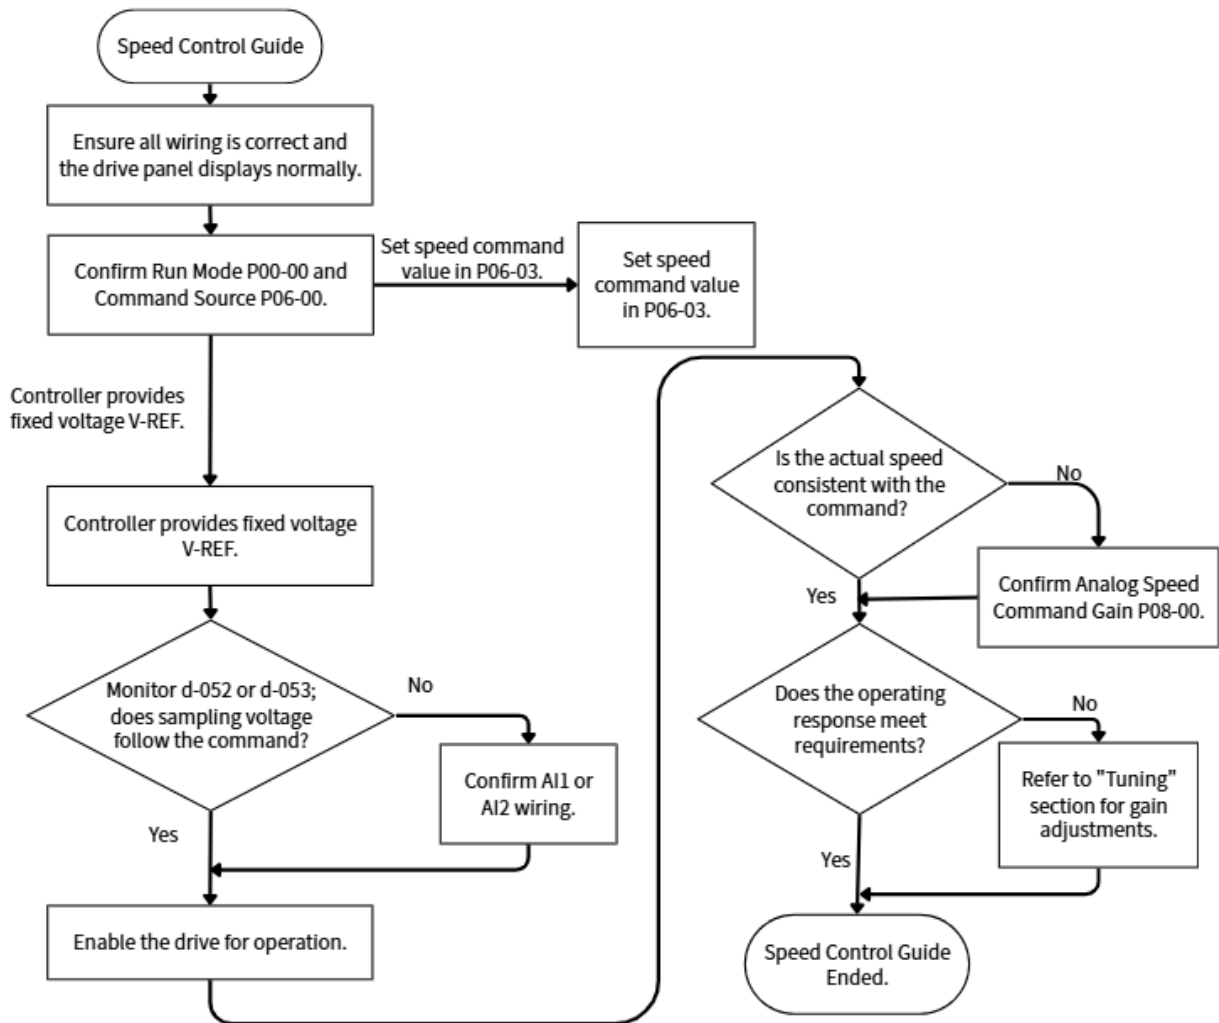 Speed Control Guide
Ensure all wiring is correct and
the drive panel displays normally.
Confirm Run Mode P00-00 and
Command Source P06-00.
Set speed command
value in P06-03.
Set speed
command value
in P06-03.
Controller provides
fixed voltage V-REF.
Controller provides fixed voltage
V-REF.
Monitor d-052 or d-053;
does sampling voltage
follow the command?
No
Confirm AI1 or
AI2 wiring.
Yes
Enable the drive for operation.
Is the actual speed
consistent with the
command?
No
Confirm Analog Speed
Command Gain P08-00.
Yes
Does the operating
response meet
requirements?
No
Refer to "Tuning"
section for gain
adjustments.
Yes
Speed Control Guide
Ended.